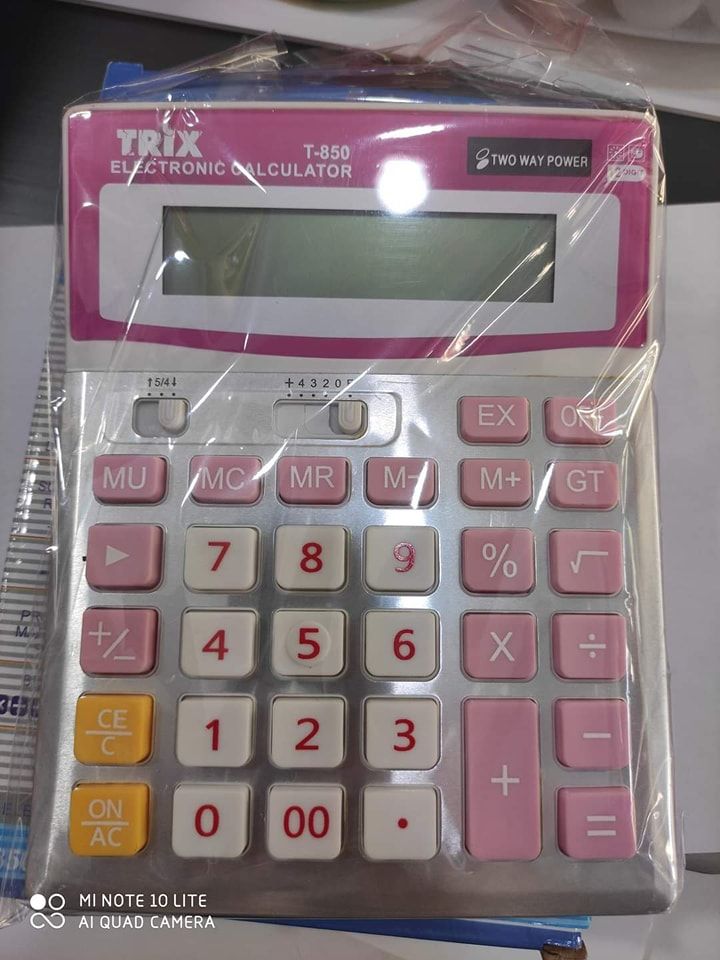 TRIX
T-850
ELECTRONIC CALCULATOR
TWO WAY POWER
12 DIGIT
↑5/4↓
+ 4 3 2 0 F
EX
MU MC MR M- M+ GT
▶ 7 8 9 % √
+/- 4 5 6 X ÷
CE/C 1 2 3 + −
ON/AC 0 00 . =
MI NOTE 10 LITE
AI QUAD CAMERA